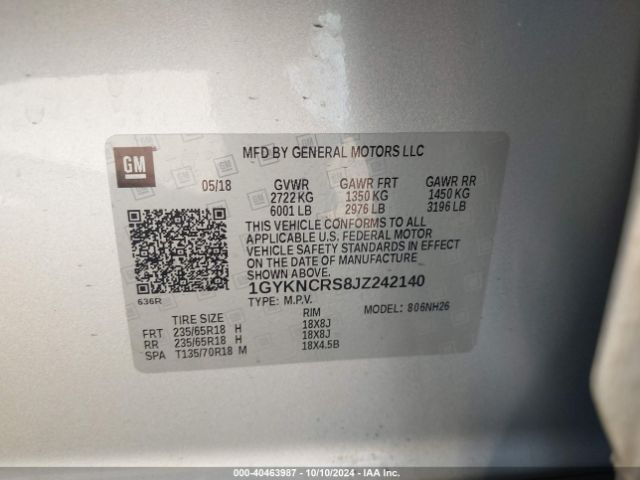 GM
MFD BY GENERAL MOTORS LLC
05/18 GVWR GAWR FRT GAWR RR
2722 KG 1350 KG 1450 KG
6001 LB 2976 LB 3196 LB
THIS VEHICLE CONFORMS TO ALL
APPLICABLE U.S. FEDERAL MOTOR
VEHICLE SAFETY STANDARDS IN EFFECT
ON THE DATE OF MANUFACTURE
SHOWN ABOVE.
1GYKNCRS8JZ242140
636R
TYPE: M.P.V. MODEL: 806NH26
TIRE SIZE RIM
FRT 235/65R18 H 18X8J
RR 235/65R18 H 18X8J
SPA T135/70R18 M 18X4.5B
000-40463987 - 10/10/2024 - IAA Inc.